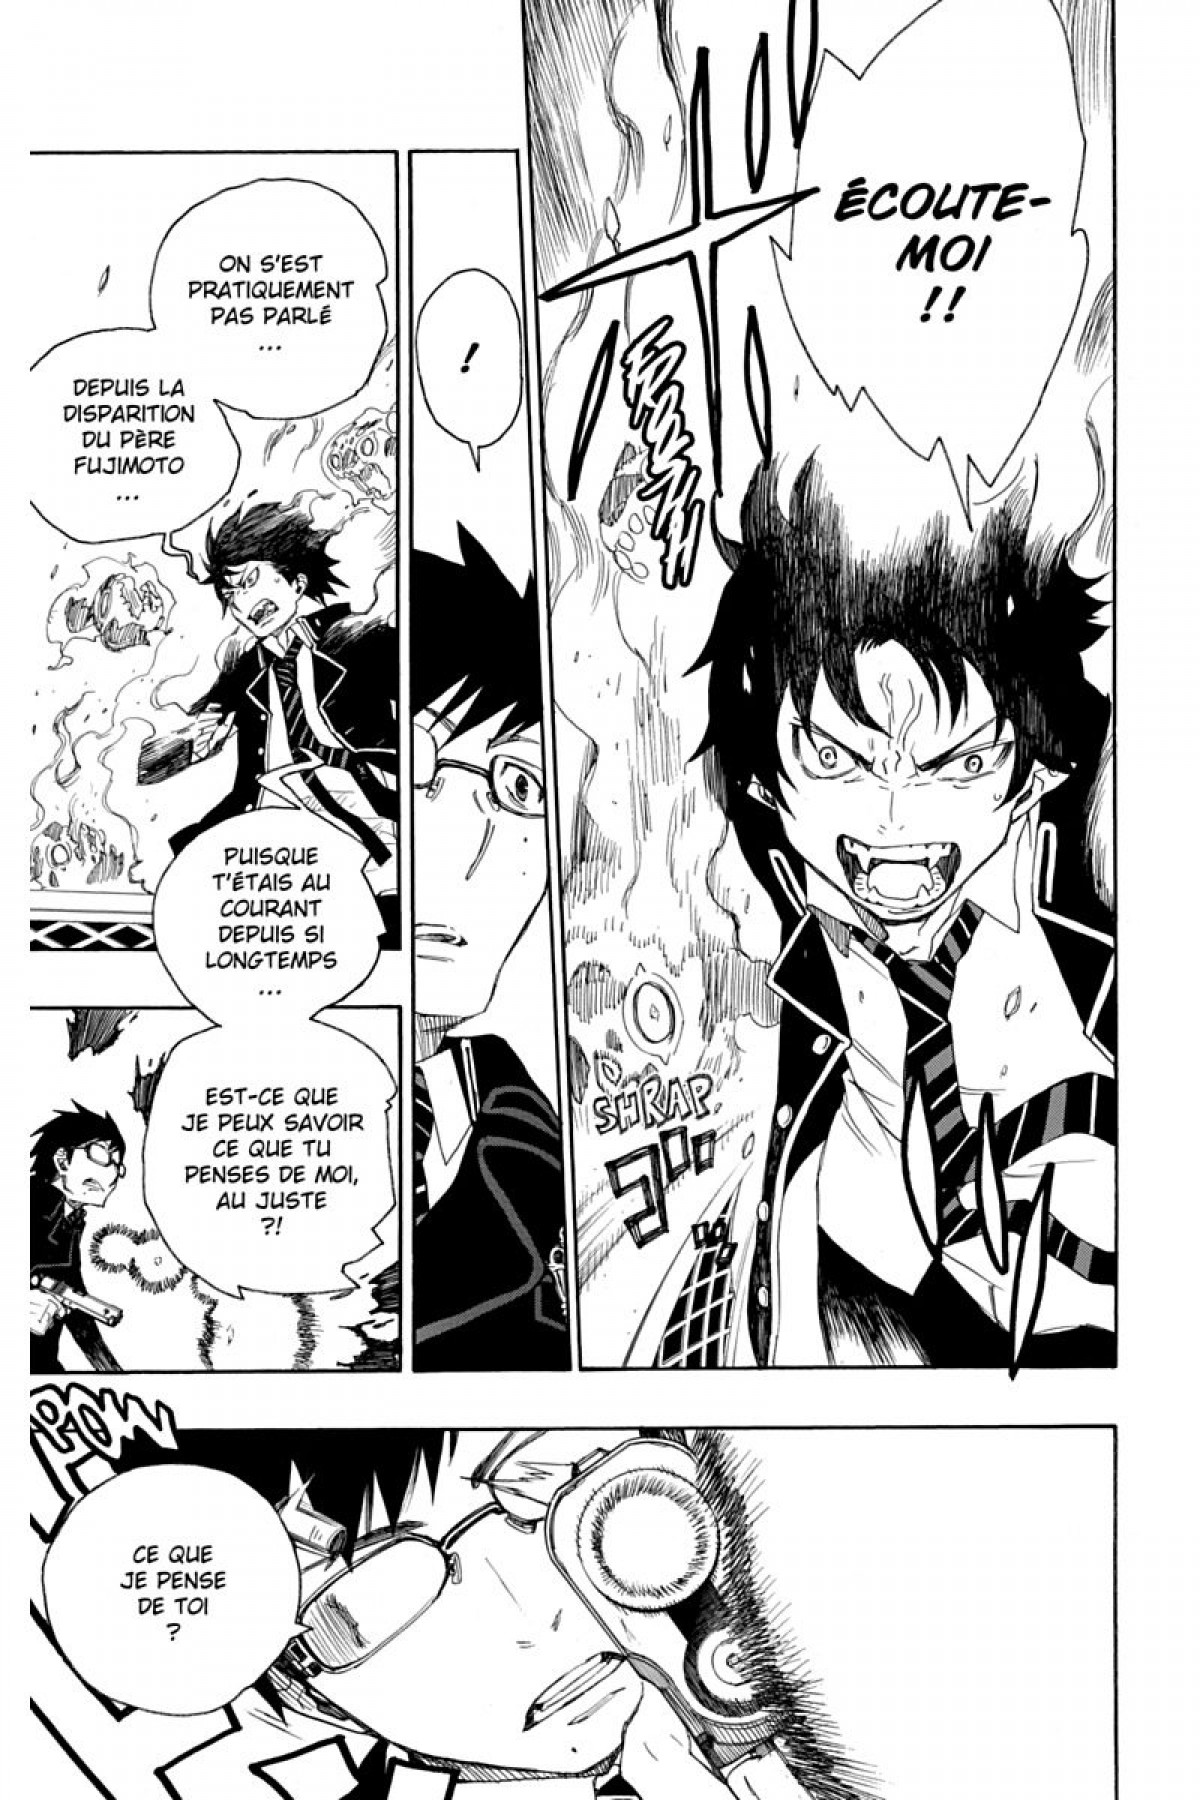 ÉCOUTE-
MOI
!!
FOROOSHH
SHRAP
!
ON S'EST
PRATIQUEMENT
PAS PARLÉ
...
DEPUIS LA
DISPARITION
DU PÈRE
FUJIMOTO
...
PUISQUE
T'ÉTAIS AU
COURANT
DEPUIS SI
LONGTEMPS
...
EST-CE QUE
JE PEUX SAVOIR
CE QUE TU
PENSES DE MOI,
AU JUSTE
?!
CE QUE
JE PENSE
DE TOI
?